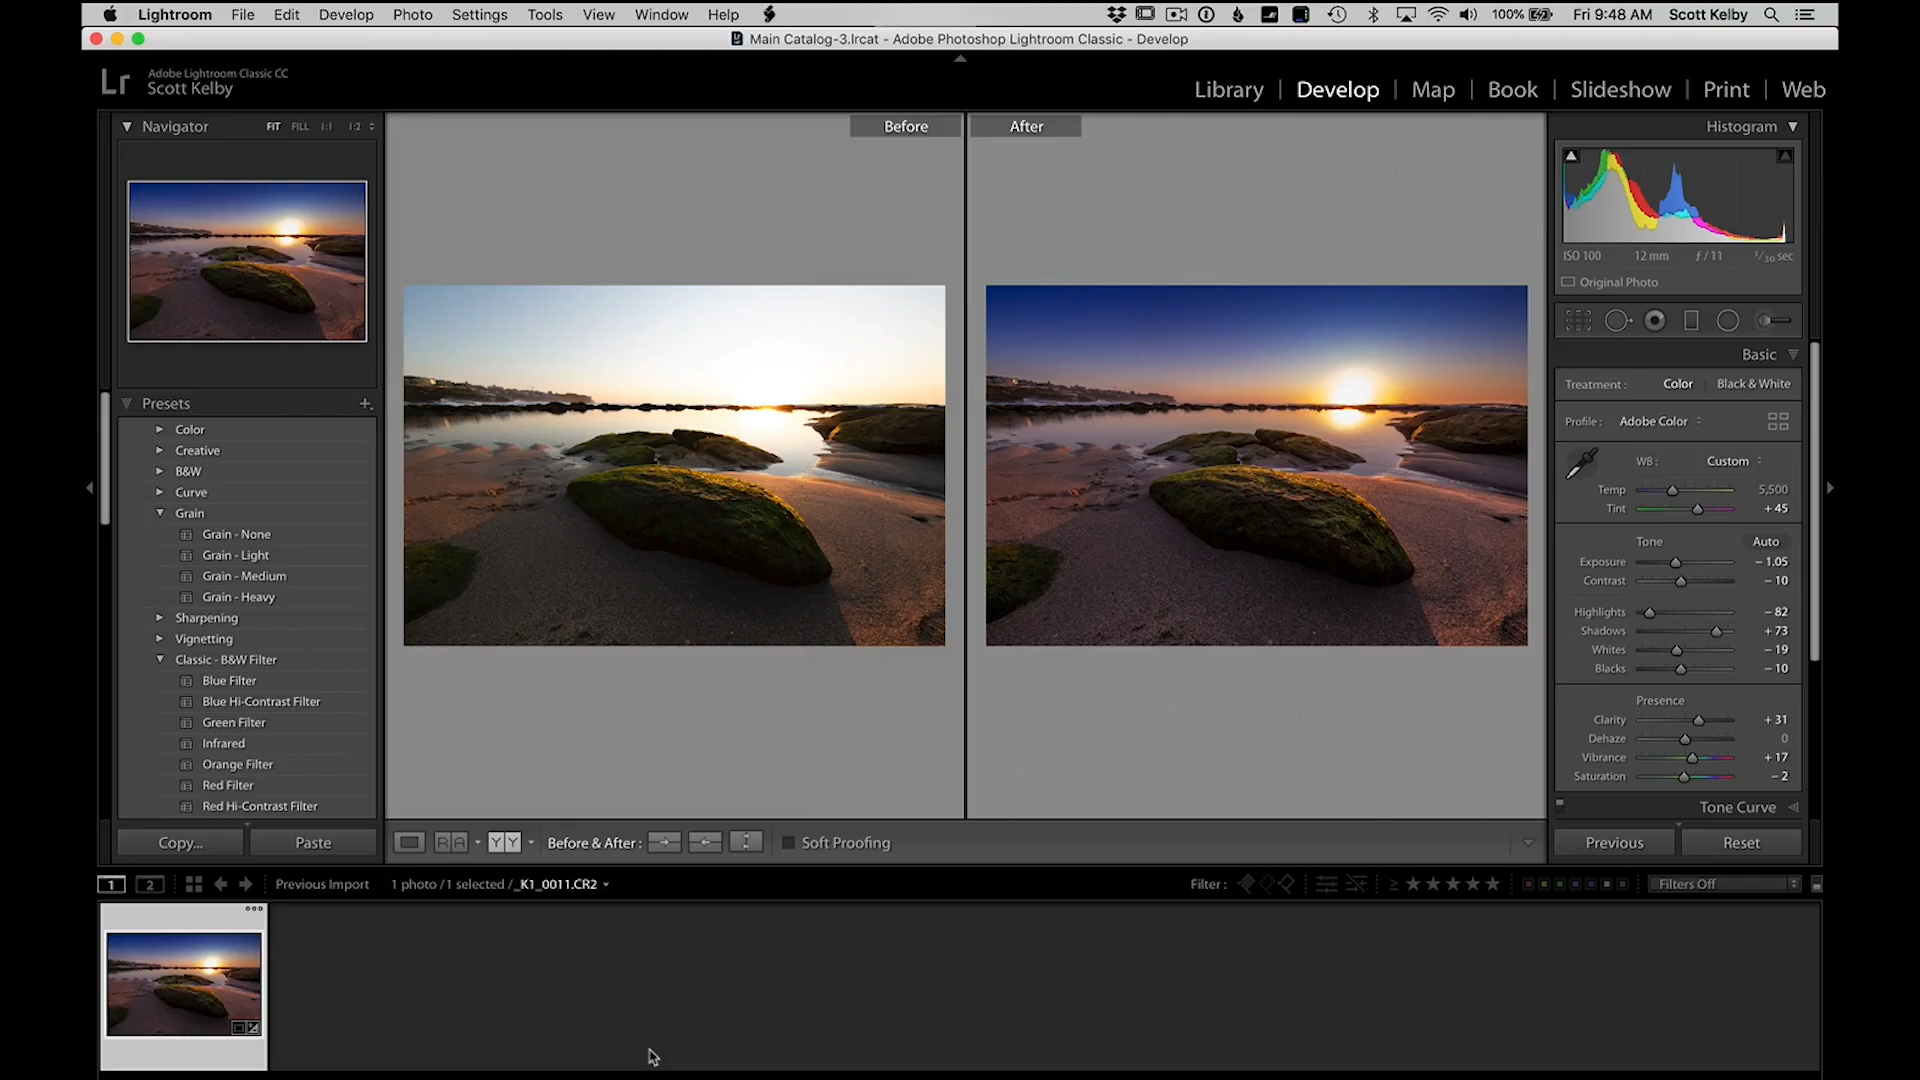 Lightroom File Edit Develop Photo Settings Tools View Window Help 100% Fri 9:48 AM Scott Kelby
Main Catalog-3.lrcat - Adobe Photoshop Lightroom Classic - Develop
Lr Adobe Lightroom Classic CC
Scott Kelby
Library | Develop | Map | Book | Slideshow | Print | Web
Navigator FIT FILL 1:1 1:2
Before After
Histogram
ISO 100 12 mm ƒ / 11 1/30 sec
Original Photo
Basic
Treatment : Color Black & White
Profile : Adobe Color
WB : Custom
Temp 5,500
Tint + 45
Tone Auto
Exposure – 1.05
Contrast – 10
Highlights – 82
Shadows + 73
Whites – 19
Blacks – 10
Presence
Clarity + 31
Dehaze 0
Vibrance + 17
Saturation – 2
Tone Curve
Previous Reset
Presets
Color
Creative
B&W
Curve
Grain
Grain - None
Grain - Light
Grain - Medium
Grain - Heavy
Sharpening
Vignetting
Classic - B&W Filter
Blue Filter
Blue Hi-Contrast Filter
Green Filter
Infrared
Orange Filter
Red Filter
Red Hi-Contrast Filter
Copy... Paste
R A Y Y Before & After : Soft Proofing
1 2 Previous Import 1 photo / 1 selected / _K1_0011.CR2 Filter : ≥ ★★★★★ Filters Off